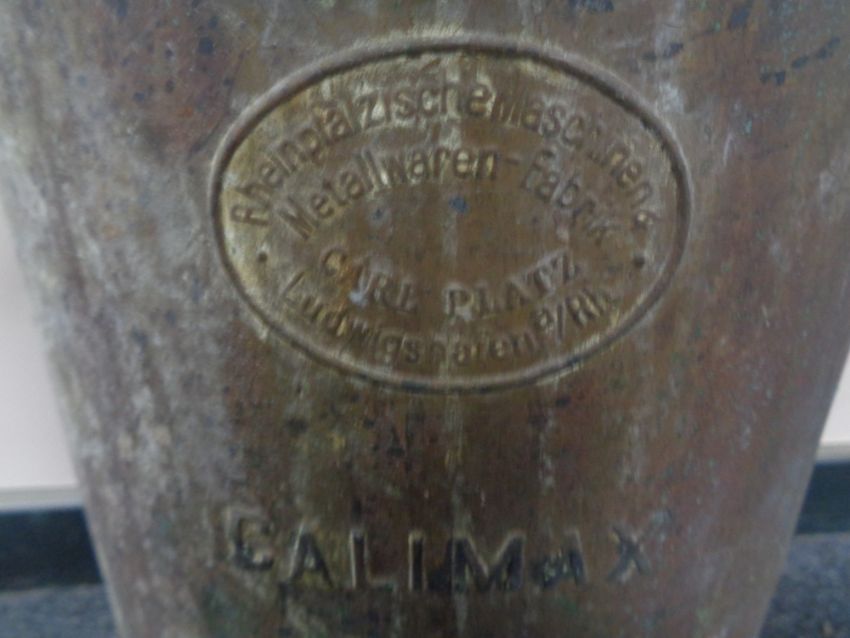 Rheinpfälzische Maschinen &
Metallwaren-Fabrik
CARL PLATZ
Ludwigshafen a/Rh.
CALIMAX